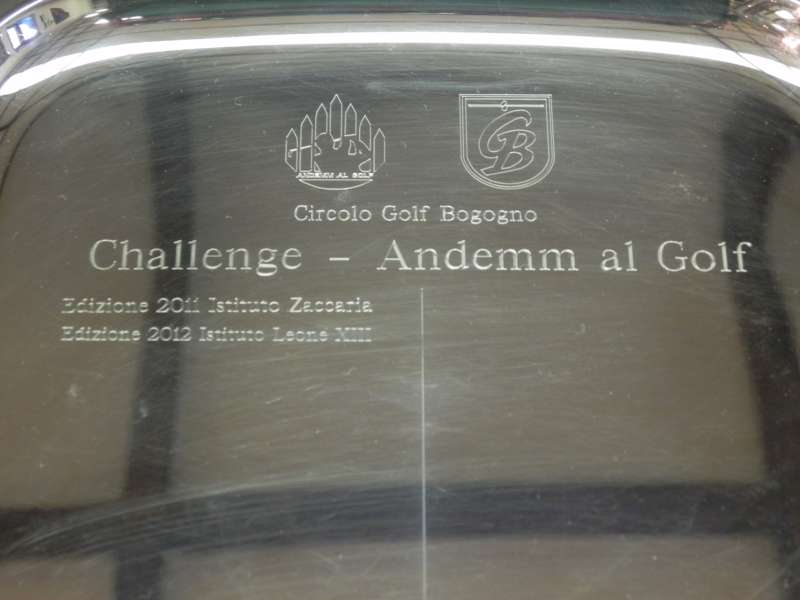 ANDEMM AL GOLF
GB
Circolo Golf Bogogno
Challenge - Andemm al Golf
Edizione 2011 Istituto Zaccaria
Edizione 2012 Istituto Leone XIII